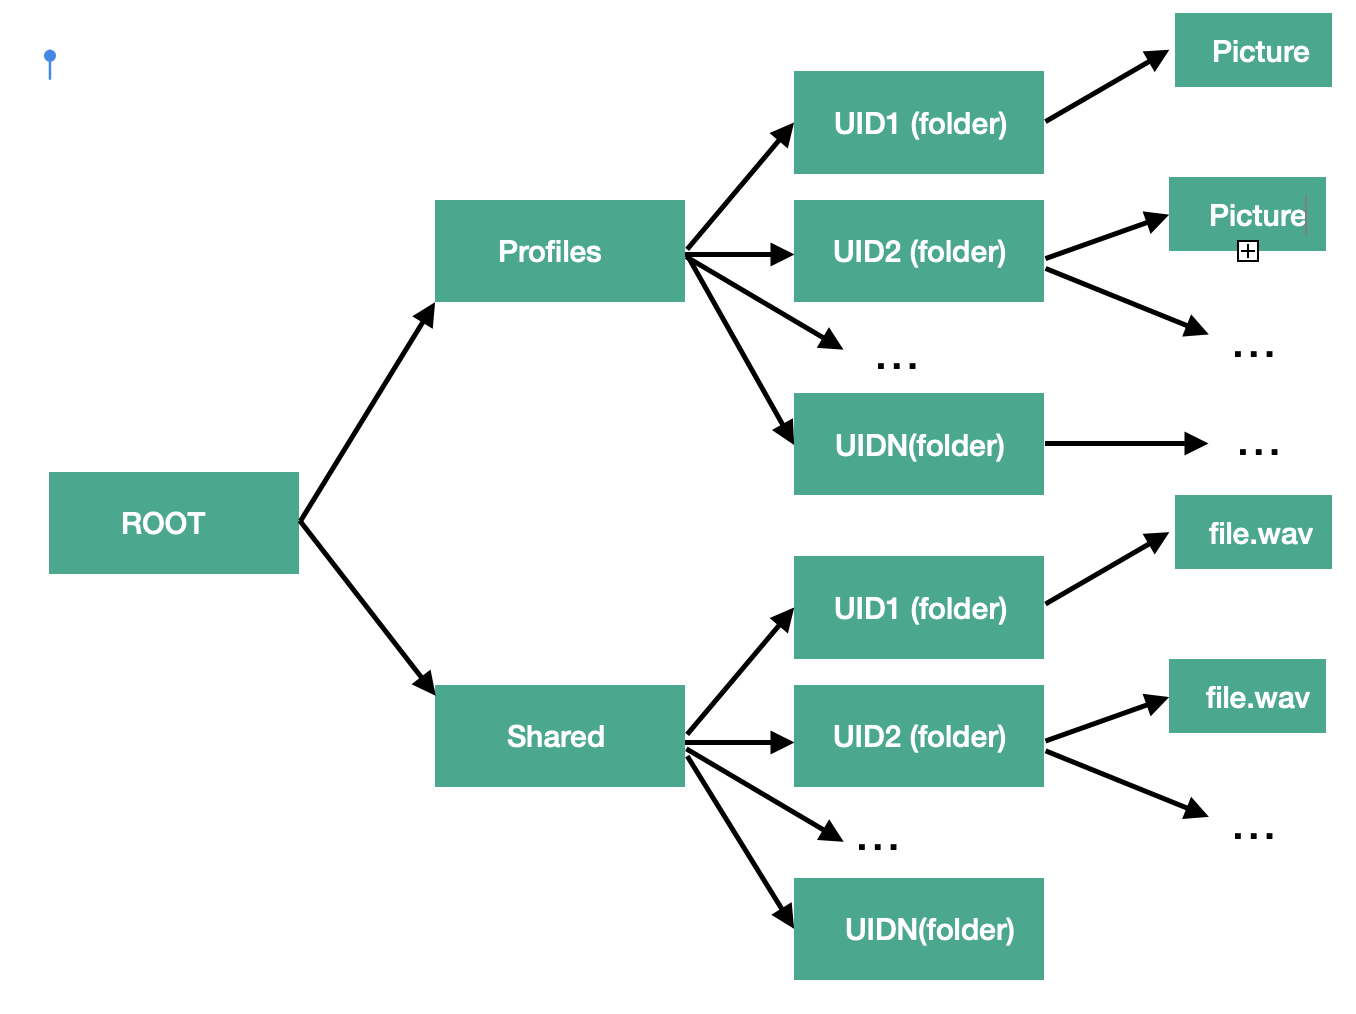 Picture
UID1 (folder)
Picture
Profiles
UID2 (folder)
...
...
UIDN(folder)
...
ROOT
file.wav
UID1 (folder)
file.wav
Shared
UID2 (folder)
...
...
UIDN(folder)